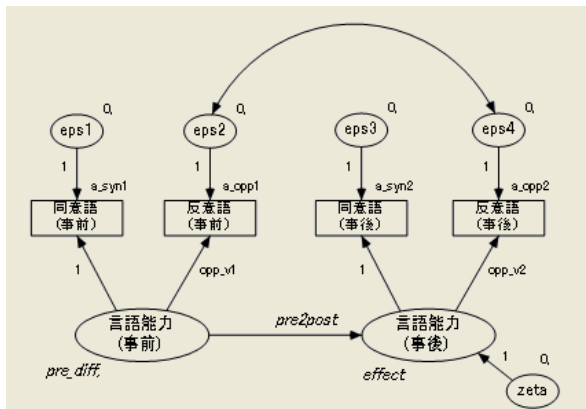 0,
0,
0,
0,
eps1
eps2
eps3
eps4
1
1
1
1
a_syn1
a_opp1
a_syn2
a_opp2
同意語
(事前)
反意語
(事前)
同意語
(事後)
反意語
(事後)
1
opp_v1
1
opp_v2
言語能力
(事前)
pre2post
言語能力
(事後)
pre_diff,
effect
1
0,
zeta